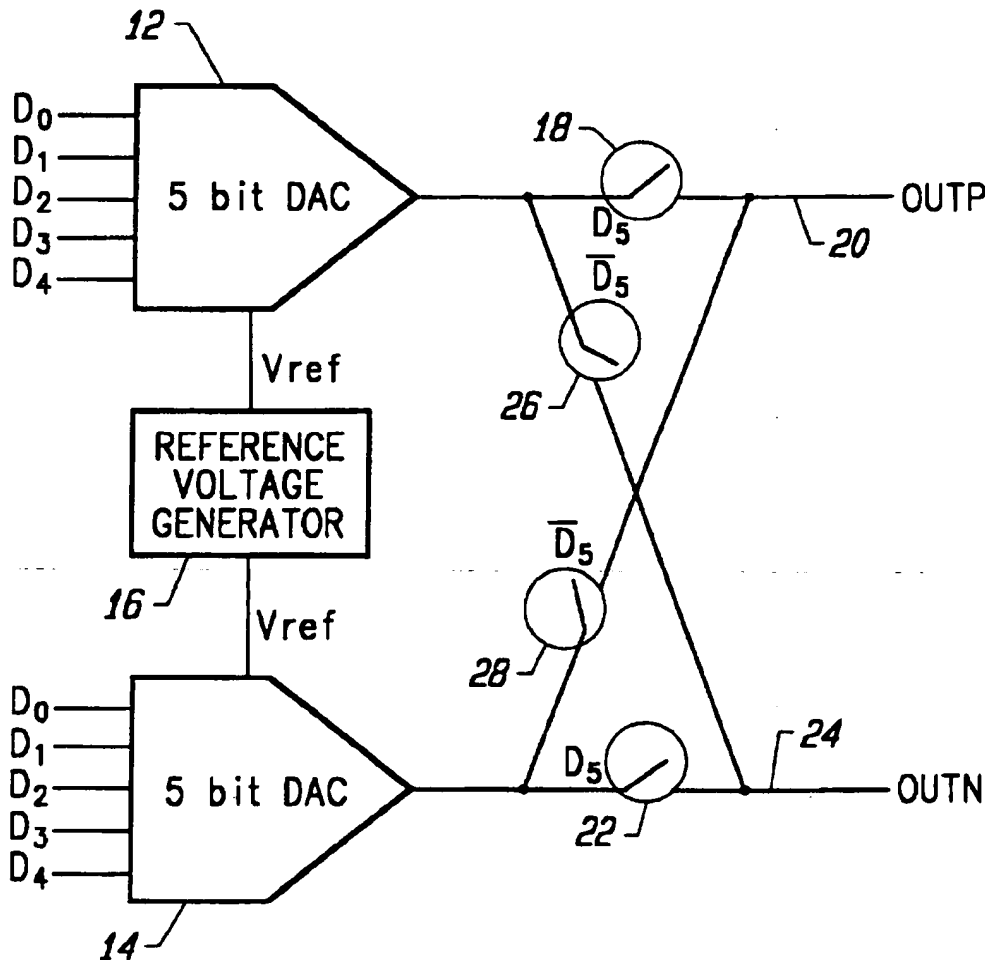 12
D₀
D₁
D₂
D₃
D₄
5 bit DAC
18
D₅
OUTP
20
D̅₅
26
Vref
REFERENCE
VOLTAGE
GENERATOR
16
Vref
D̅₅
28
D₀
D₁
D₂
D₃
D₄
5 bit DAC
14
D₅
22
24
OUTN